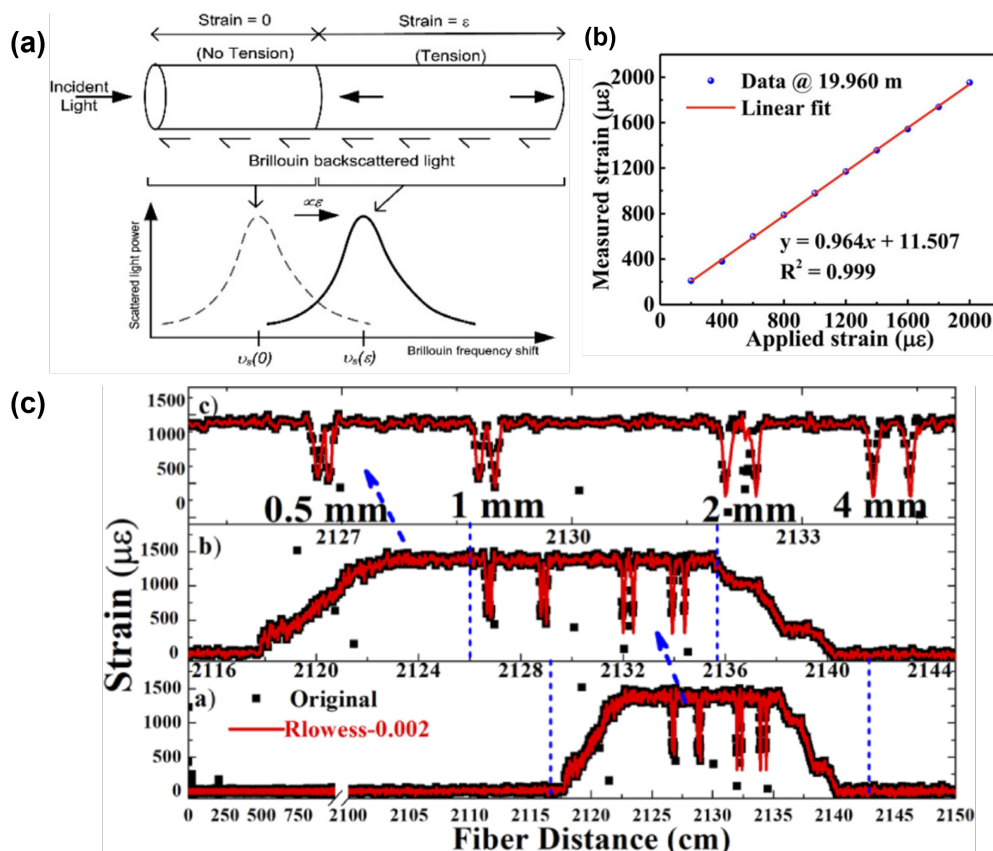 (a)
Strain = 0
Strain = ε
(No Tension)
(Tension)
Incident
Light
Brillouin backscattered light
∝ε
Scattered light power
υs(0)
υs(ε)
Brillouin frequency shift
(b)
2000
1600
1200
800
400
0
Measured strain (με)
Data @ 19.960 m
Linear fit
y = 0.964x + 11.507
R² = 0.999
0 400 800 1200 1600 2000
Applied strain (με)
(c)
Strain (με)
c)
1500
1000
500
0
0.5 mm
1 mm
2 mm
4 mm
2127 2130 2133
b)
1500
1000
500
0
2116 2120 2124 2128 2132 2136 2140 2144
a)
1500
1000
500
0
Original
Rlowess-0.002
0 250 500 750 2100 2115 2120 2125 2130 2135 2140 2145 2150
Fiber Distance (cm)